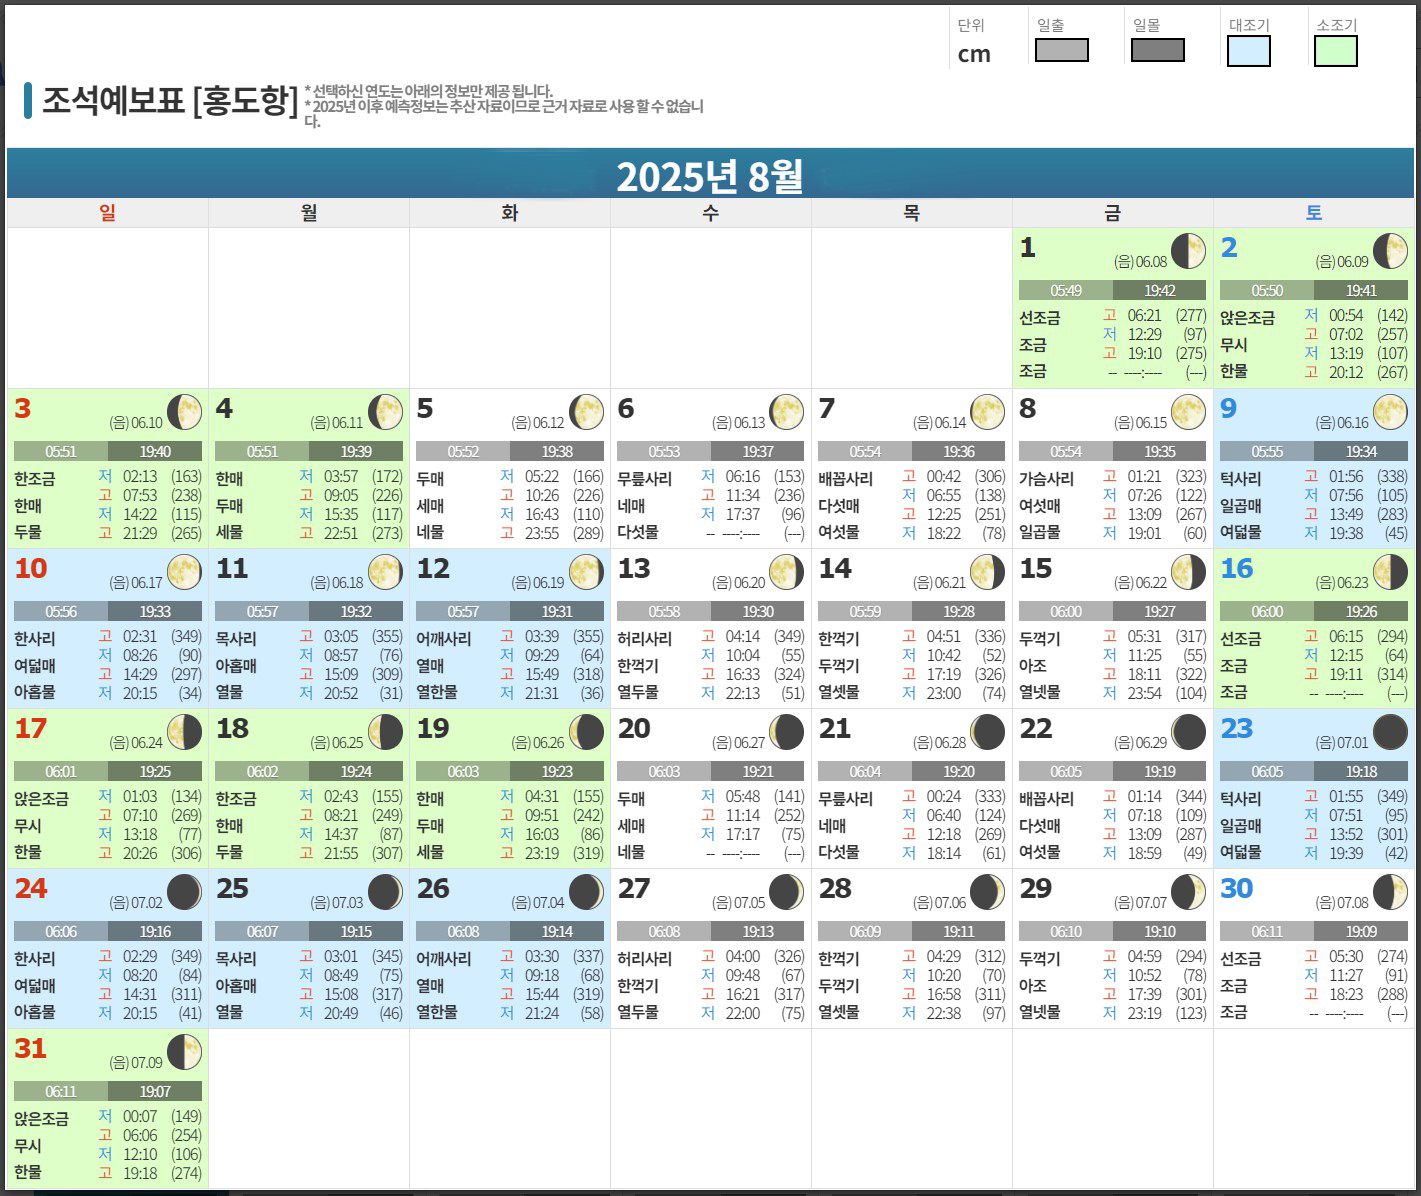 단위 일출 일몰 대조기 소조기
cm
조석예보표 [홍도항]
* 선택하신 연도는 아래의 정보만 제공 됩니다.
* 2025년 이후 예측정보는 추산 자료이므로 근거 자료로 사용 할 수 없습니
다.
2025년 8월
일 월 화 수 목 금 토
1 (음) 06.08
05:49 19:42
선조금 조금 조금
고 06:21 (277)
저 12:29 (97)
고 19:10 (275)
-- ----:---- (---)
2 (음) 06.09
05:50 19:41
앉은조금 무시 한물
저 00:54 (142)
고 07:02 (257)
저 13:19 (107)
고 20:12 (267)
3 (음) 06.10
05:51 19:40
한조금 한매 두물
저 02:13 (163)
고 07:53 (238)
저 14:22 (115)
고 21:29 (265)
4 (음) 06.11
05:51 19:39
한매 두매 세물
저 03:57 (172)
고 09:05 (226)
저 15:35 (117)
고 22:51 (273)
5 (음) 06.12
05:52 19:38
두매 세매 네물
저 05:22 (166)
고 10:26 (226)
저 16:43 (110)
고 23:55 (289)
6 (음) 06.13
05:53 19:37
무릎사리 네매 다섯물
저 06:16 (153)
고 11:34 (236)
저 17:37 (96)
-- ----:---- (---)
7 (음) 06.14
05:54 19:36
배꼽사리 다섯매 여섯물
고 00:42 (306)
저 06:55 (138)
고 12:25 (251)
저 18:22 (78)
8 (음) 06.15
05:54 19:35
가슴사리 여섯매 일곱물
고 01:21 (323)
저 07:26 (122)
고 13:09 (267)
저 19:01 (60)
9 (음) 06.16
05:55 19:34
턱사리 일곱매 여덟물
고 01:56 (338)
저 07:56 (105)
고 13:49 (283)
저 19:38 (45)
10 (음) 06.17
05:56 19:33
한사리 여덟매 아홉물
고 02:31 (349)
저 08:26 (90)
고 14:29 (297)
저 20:15 (34)
11 (음) 06.18
05:57 19:32
목사리 아홉매 열물
고 03:05 (355)
저 08:57 (76)
고 15:09 (309)
저 20:52 (31)
12 (음) 06.19
05:57 19:31
어깨사리 열매 열한물
고 03:39 (355)
저 09:29 (64)
고 15:49 (318)
저 21:31 (36)
13 (음) 06.20
05:58 19:30
허리사리 한꺾기 열두물
고 04:14 (349)
저 10:04 (55)
고 16:33 (324)
저 22:13 (51)
14 (음) 06.21
05:59 19:28
한꺾기 두꺾기 열셋물
고 04:51 (336)
저 10:42 (52)
고 17:19 (326)
저 23:00 (74)
15 (음) 06.22
06:00 19:27
두꺾기 아조 열넷물
고 05:31 (317)
저 11:25 (55)
고 18:11 (322)
저 23:54 (104)
16 (음) 06.23
06:00 19:26
선조금 조금 조금
고 06:15 (294)
저 12:15 (64)
고 19:11 (314)
-- ----:---- (---)
17 (음) 06.24
06:01 19:25
앉은조금 무시 한물
저 01:03 (134)
고 07:10 (269)
저 13:18 (77)
고 20:26 (306)
18 (음) 06.25
06:02 19:24
한조금 한매 두물
저 02:43 (155)
고 08:21 (249)
저 14:37 (87)
고 21:55 (307)
19 (음) 06.26
06:03 19:23
한매 두매 세물
저 04:31 (155)
고 09:51 (242)
저 16:03 (86)
고 23:19 (319)
20 (음) 06.27
06:03 19:21
두매 세매 네물
저 05:48 (141)
고 11:14 (252)
저 17:17 (75)
-- ----:---- (---)
21 (음) 06.28
06:04 19:20
무릎사리 네매 다섯물
고 00:24 (333)
저 06:40 (124)
고 12:18 (269)
저 18:14 (61)
22 (음) 06.29
06:05 19:19
배꼽사리 다섯매 여섯물
고 01:14 (344)
저 07:18 (109)
고 13:09 (287)
저 18:59 (49)
23 (음) 07.01
06:05 19:18
턱사리 일곱매 여덟물
고 01:55 (349)
저 07:51 (95)
고 13:52 (301)
저 19:39 (42)
24 (음) 07.02
06:06 19:16
한사리 여덟매 아홉물
고 02:29 (349)
저 08:20 (84)
고 14:31 (311)
저 20:15 (41)
25 (음) 07.03
06:07 19:15
목사리 아홉매 열물
고 03:01 (345)
저 08:49 (75)
고 15:08 (317)
저 20:49 (46)
26 (음) 07.04
06:08 19:14
어깨사리 열매 열한물
고 03:30 (337)
저 09:18 (68)
고 15:44 (319)
저 21:24 (58)
27 (음) 07.05
06:08 19:13
허리사리 한꺾기 열두물
고 04:00 (326)
저 09:48 (67)
고 16:21 (317)
저 22:00 (75)
28 (음) 07.06
06:09 19:11
한꺾기 두꺾기 열셋물
고 04:29 (312)
저 10:20 (70)
고 16:58 (311)
저 22:38 (97)
29 (음) 07.07
06:10 19:10
두꺾기 아조 열넷물
고 04:59 (294)
저 10:52 (78)
고 17:39 (301)
저 23:19 (123)
30 (음) 07.08
06:11 19:09
선조금 조금 조금
고 05:30 (274)
저 11:27 (91)
고 18:23 (288)
-- ----:---- (---)
31 (음) 07.09
06:11 19:07
앉은조금 무시 한물
저 00:07 (149)
고 06:06 (254)
저 12:10 (106)
고 19:18 (274)